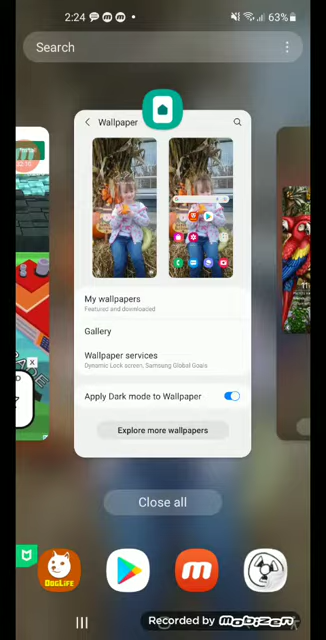 2:24
63%
Search
Wallpaper
My wallpapers
Featured and downloaded
Gallery
Wallpaper services
Dynamic Lock screen, Samsung Global Goals
Apply Dark mode to Wallpaper
Explore more wallpapers
Close all
DOGLIFE
Recorded by mobizen